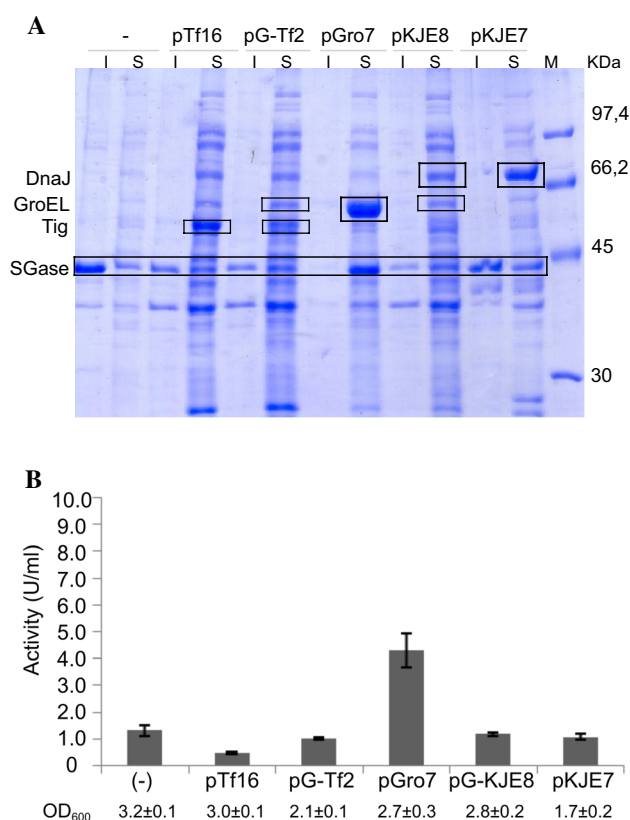 A
- pTf16 pG-Tf2 pGro7 pKJE8 pKJE7
I S I S I S I S I S I S M KDa
97,4
66,2
DnaJ
GroEL
Tig
45
SGase
30
B
10.0
9.0
8.0
7.0
6.0
5.0
4.0
3.0
2.0
1.0
0
Activity (U/ml)
(-) pTf16 pG-Tf2 pGro7 pG-KJE8 pKJE7
OD600 3.2±0.1 3.0±0.1 2.1±0.1 2.7±0.3 2.8±0.2 1.7±0.2